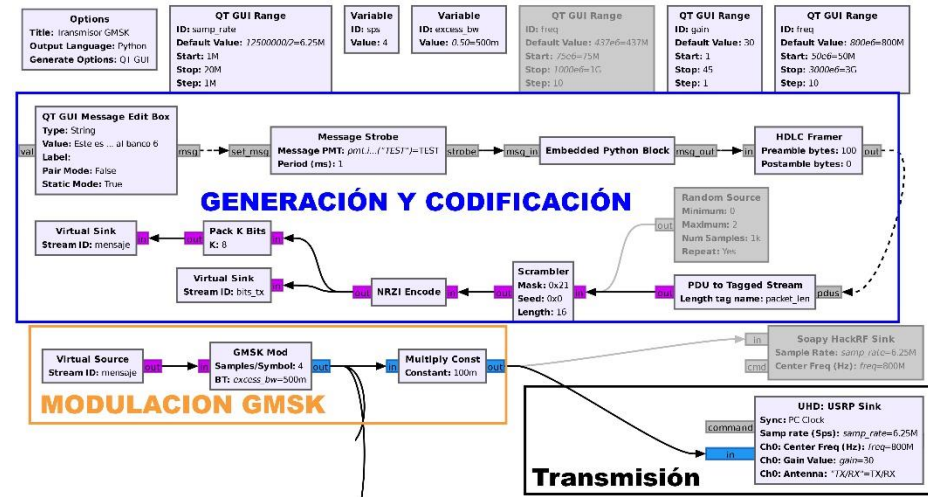 Options
Title: Transmisor GMSK
Output Language: Python
Generate Options: QT GUI
QT GUI Range
ID: samp_rate
Default Value: 12500000/2=6.25M
Start: 1M
Stop: 20M
Step: 1M
Variable
ID: sps
Value: 4
Variable
ID: excess_bw
Value: 0.50=500m
QT GUI Range
ID: freq
Default Value: 437e6=437M
Start: 75e6=75M
Stop: 1000e6=1G
Step: 10
QT GUI Range
ID: gain
Default Value: 30
Start: 1
Stop: 45
Step: 1
QT GUI Range
ID: freq
Default Value: 800e6=800M
Start: 50e6=50M
Stop: 3000e6=3G
Step: 10
QT GUI Message Edit Box
Type: String
Value: Este es ... al banco 6
Label:
Pair Mode: False
Static Mode: True
val
msg
set_msg
Message Strobe
Message PMT: pmt.i...("TEST")=TEST
Period (ms): 1
strobe
msg_in
Embedded Python Block
msg_out
in
HDLC Framer
Preamble bytes: 100
Postamble bytes: 0
out
GENERACIÓN Y CODIFICACIÓN
Random Source
Minimum: 0
Maximum: 2
Num Samples: 1k
Repeat: Yes
out
Virtual Sink
Stream ID: mensaje
in
out
Pack K Bits
K: 8
in
Virtual Sink
Stream ID: bits_tx
in
out
NRZI Encode
in
out
Scrambler
Mask: 0x21
Seed: 0x0
Length: 16
in
out
PDU to Tagged Stream
Length tag name: packet_len
pdus
Virtual Source
Stream ID: mensaje
out
in
GMSK Mod
Samples/Symbol: 4
BT: excess_bw=500m
out
in
Multiply Const
Constant: 100m
out
MODULACION GMSK
in
cmd
Soapy HackRF Sink
Sample Rate: samp_rate=6.25M
Center Freq (Hz): freq=800M
command
in
UHD: USRP Sink
Sync: PC Clock
Samp rate (Sps): samp_rate=6.25M
Ch0: Center Freq (Hz): freq=800M
Ch0: Gain Value: gain=30
Ch0: Antenna: "TX/RX"=TX/RX
Transmisión